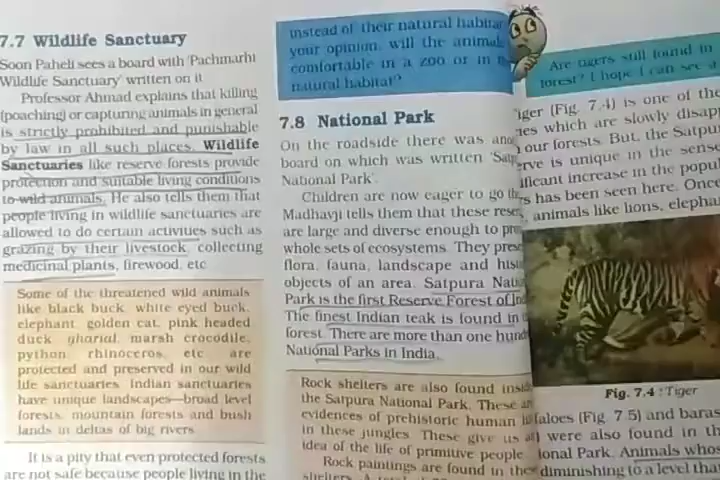 7.7 Wildlife Sanctuary
Soon Paheli sees a board with 'Pachmarhi
Wildlife Sanctuary' written on it
Professor Ahmad explains that killing
(poaching) or capturing animals in general
is strictly prohibited and punishable
by law in all such places. Wildlife
Sanctuaries like reserve forests provide
protection and suitable living conditions
to wild animals. He also tells them that
people living in wildlife sanctuaries are
allowed to do certain activities such as
grazing by their livestock, collecting
medicinal plants, firewood, etc
Some of the threatened wild animals
like black buck, white eyed buck,
elephant, golden cat, pink headed
duck gharial, marsh crocodile,
python, rhinoceros, etc are
protected and preserved in our wild
life sanctuaries. Indian sanctuaries
have unique landscapes—broad level
forests, mountain forests and bush
lands in deltas of big rivers
It is a pity that even protected forests
are not safe because people living in the
instead of their natural habitat
your opinion, will the animals
comfortable in a zoo or in
natural habitat?
7.8 National Park
On the roadside there was
board on which was written
National Park'.
Children are now eager to go
Madhavji tells them that these
are large and diverse enough to
whole sets of ecosystems. They
flora, fauna, landscape and
objects of an area. Satpura
Park is the first Reserve Forest of
The finest Indian teak is found in
forest. There are more than one
National Parks in India.
Rock shelters are also found
the Satpura National Park. These
evidences of prehistoric human
in these jungles. These give us
idea of the life of primitive people
Rock paintings are found in
Are tigers still found in
forest? I hope I can see a
(Fig. 7.4) is one of the
which are slowly
our forests. But, the
is unique in the sense
increase in the
has been seen here. Once
animals like lions,
Fig. 7.4 : Tiger
(Fig. 7.5) and
were also found in
Park. Animals
diminishing to a level